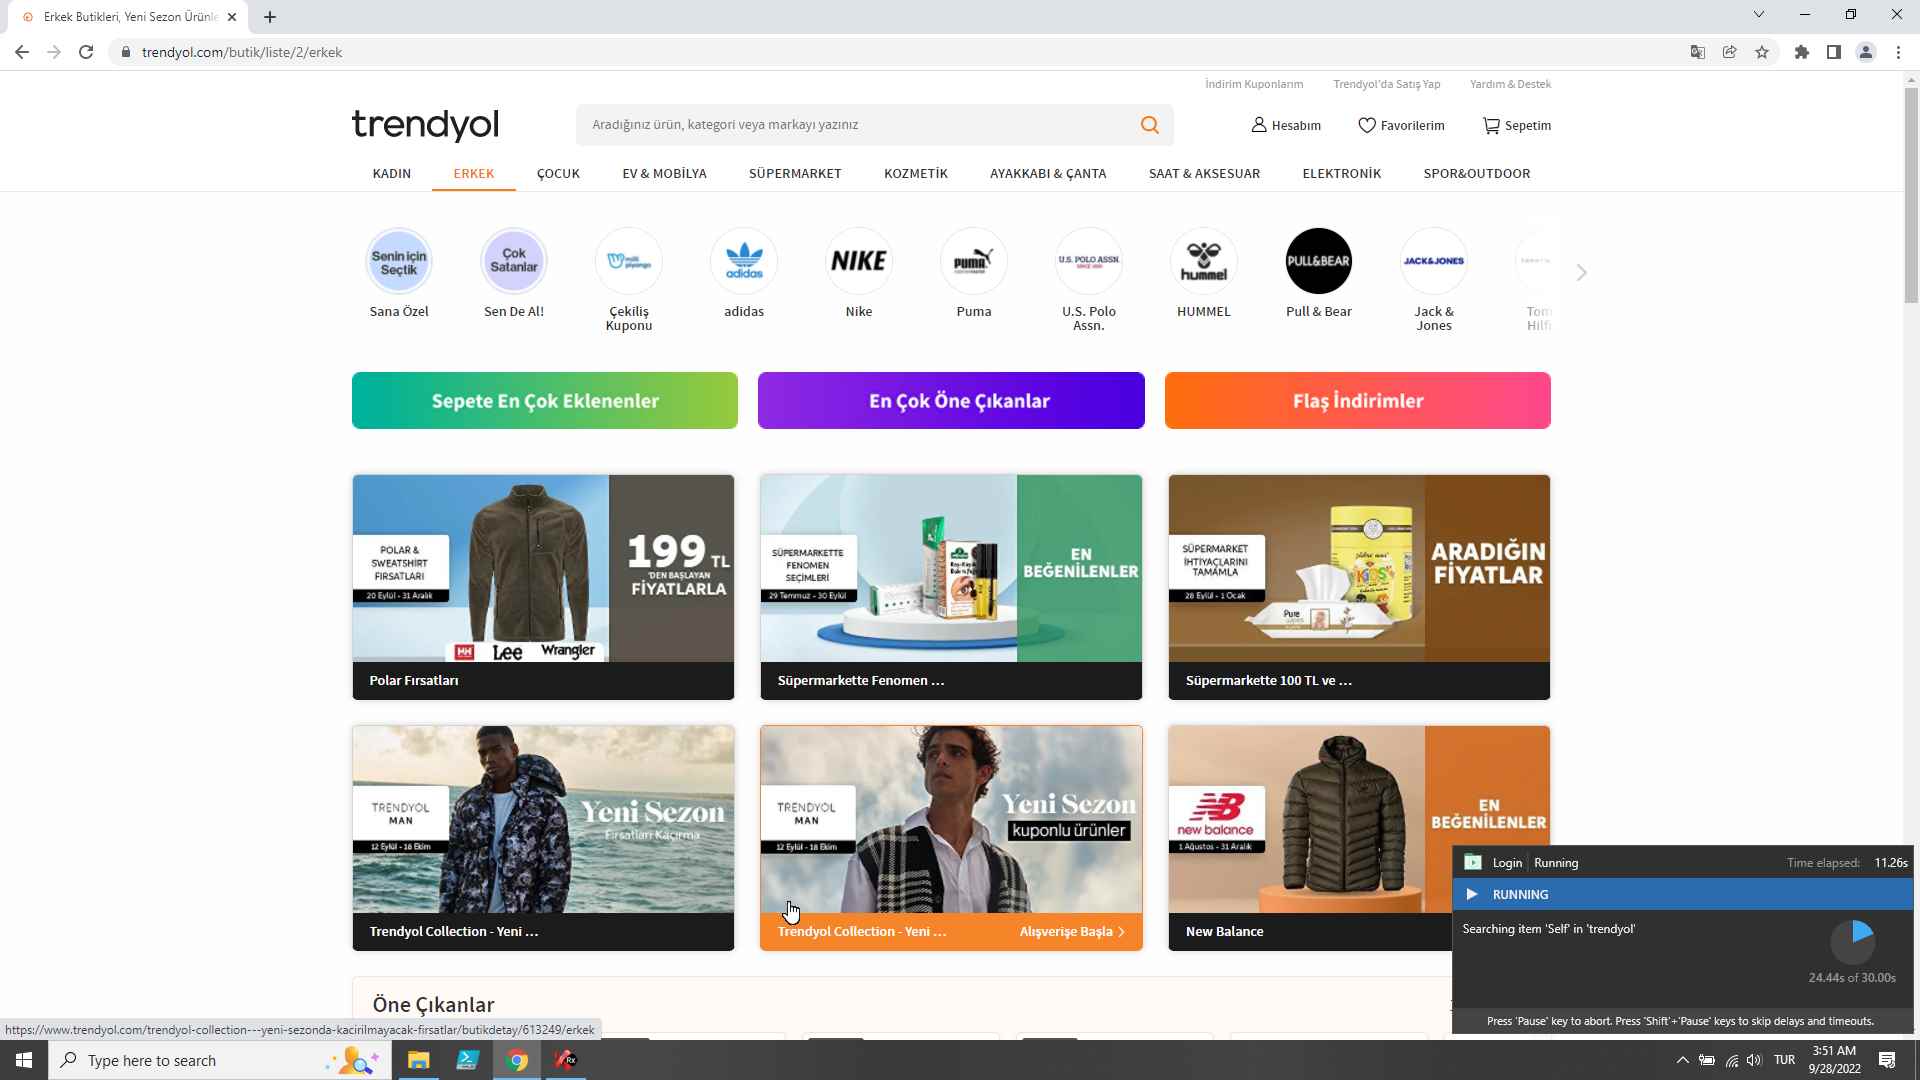 Erkek Butikleri, Yeni Sezon Ürünle
trendyol.com/butik/liste/2/erkek
İndirim Kuponlarım
Trendyol'da Satış Yap
Yardım & Destek
trendyol
Aradığınız ürün, kategori veya markayı yazınız
Hesabım
Favorilerim
Sepetim
KADIN
ERKEK
ÇOCUK
EV & MOBİLYA
SÜPERMARKET
KOZMETİK
AYAKKABI & ÇANTA
SAAT & AKSESUAR
ELEKTRONİK
SPOR&OUTDOOR
Senin için
Seçtik
Çok
Satanlar
milli
piyango
adidas
NIKE
PUMA
U.S. POLO ASSN.
SINCE 1890
hummel
PULL&BEAR
JACK&JONES
Sana Özel
Sen De Al!
Çekiliş
Kuponu
adidas
Nike
Puma
U.S. Polo
Assn.
HUMMEL
Pull & Bear
Jack &
Jones
Tom
Hilfi
Sepete En Çok Eklenenler
En Çok Öne Çıkanlar
Flaş İndirimler
POLAR &
SWEATSHIRT
FIRSATLARI
20 Eylül - 31 Aralık
199 TL
'DEN BAŞLAYAN
FİYATLARLA
HH Lee Wrangler
Polar Fırsatları
SÜPERMARKETTE
FENOMEN
SEÇİMLERİ
29 Temmuz - 30 Eylül
EN
BEĞENİLENLER
Süpermarkette Fenomen ...
SÜPERMARKET
İHTİYAÇLARINI
TAMAMLA
28 Eylül - 1 Ocak
KIDS
Pure
ARADIĞIN
FİYATLAR
Süpermarkette 100 TL ve ...
TRENDYOL
MAN
12 Eylül - 16 Ekim
Yeni Sezon
Fırsatları Kaçırma
Trendyol Collection - Yeni ...
TRENDYOL
MAN
12 Eylül - 16 Ekim
Yeni Sezon
kuponlu ürünler
Trendyol Collection - Yeni ...
Alışverişe Başla
new balance
1 Ağustos - 31 Aralık
EN
BEĞENİLENLER
New Balance
Öne Çıkanlar
Login
Running
Time elapsed:
11.26s
RUNNING
Searching item 'Self' in 'trendyol'
24.44s of 30.00s
Press 'Pause' key to abort. Press 'Shift'+'Pause' keys to skip delays and timeouts.
https://www.trendyol.com/trendyol-collection---yeni-sezonda-kacirilmayacak-firsatlar/butikdetay/613249/erkek
Type here to search
TUR
3:51 AM
9/28/2022